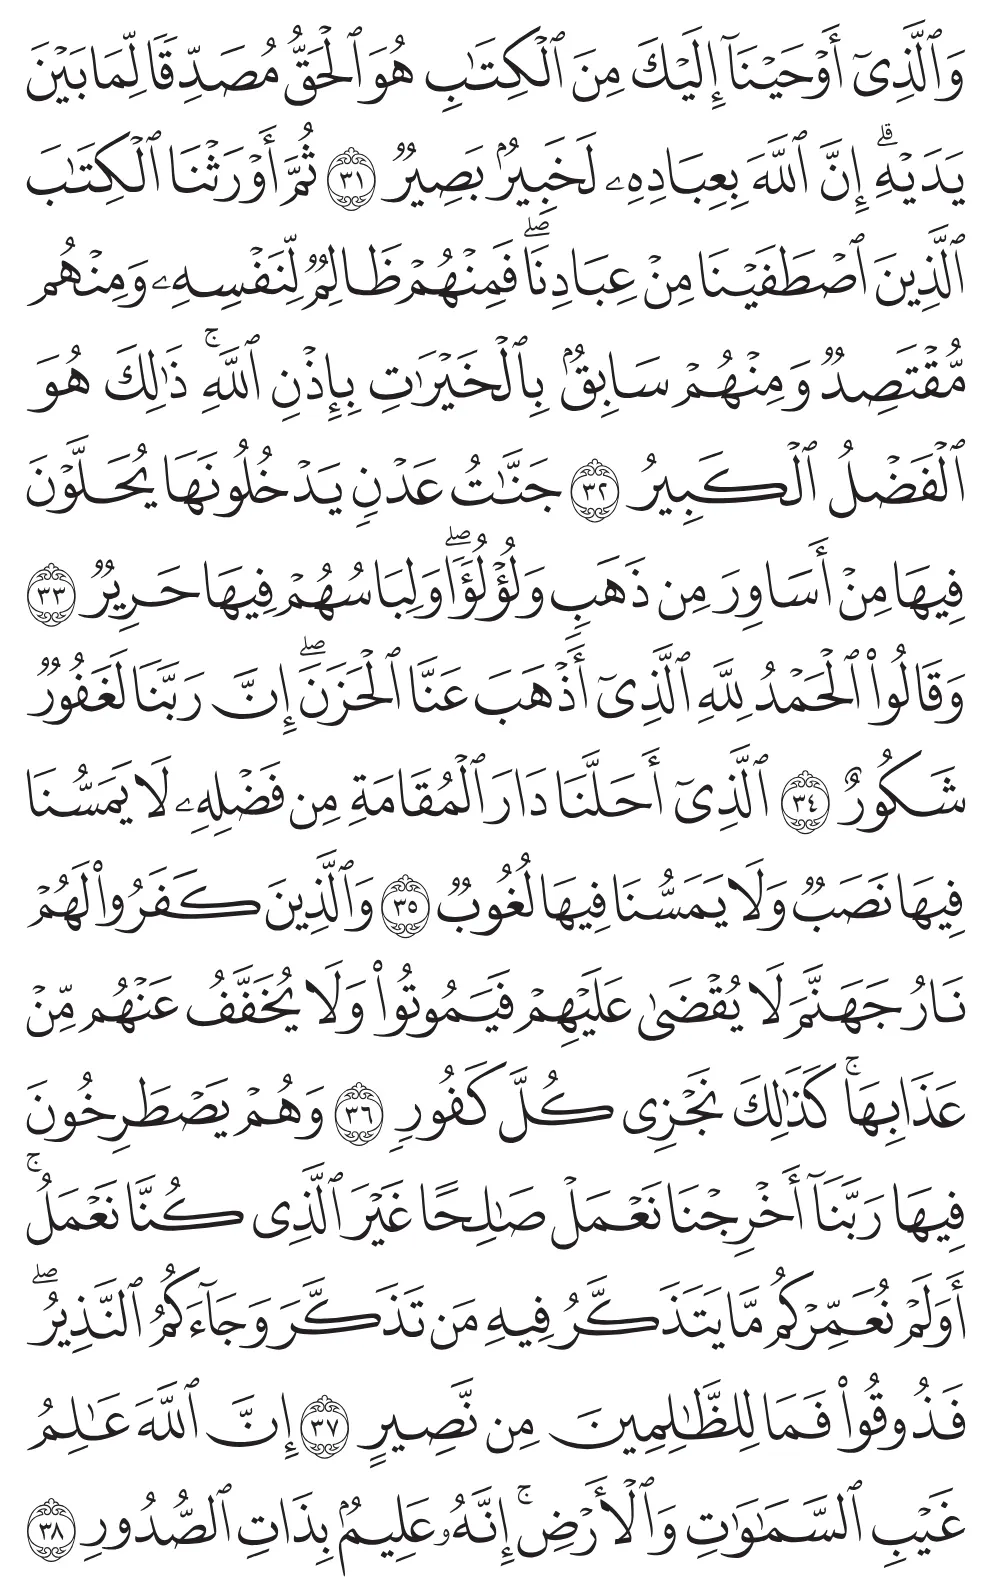 وَٱلَّذِىٓ أَوْحَيْنَآ إِلَيْكَ مِنَ ٱلْكِتَـٰبِ هُوَ ٱلْحَقُّ مُصَدِّقًا لِّمَا بَيْنَ
يَدَيْهِ ۗ إِنَّ ٱللَّهَ بِعِبَادِهِۦ لَخَبِيرٌۢ بَصِيرٌ ٣١ ثُمَّ أَوْرَثْنَا ٱلْكِتَـٰبَ
ٱلَّذِينَ ٱصْطَفَيْنَا مِنْ عِبَادِنَا ۖ فَمِنْهُمْ ظَالِمٌ لِّنَفْسِهِۦ وَمِنْهُم
مُّقْتَصِدٌ وَمِنْهُمْ سَابِقٌۢ بِٱلْخَيْرَٰتِ بِإِذْنِ ٱللَّهِ ۚ ذَٰلِكَ هُوَ
ٱلْفَضْلُ ٱلْكَبِيرُ ٣٢ جَنَّـٰتُ عَدْنٍ يَدْخُلُونَهَا يُحَلَّوْنَ
فِيهَا مِنْ أَسَاوِرَ مِن ذَهَبٍ وَلُؤْلُؤًا ۖ وَلِبَاسُهُمْ فِيهَا حَرِيرٌ ٣٣
وَقَالُوا۟ ٱلْحَمْدُ لِلَّهِ ٱلَّذِىٓ أَذْهَبَ عَنَّا ٱلْحَزَنَ ۖ إِنَّ رَبَّنَا لَغَفُورٌ
شَكُورٌ ٣٤ ٱلَّذِىٓ أَحَلَّنَا دَارَ ٱلْمُقَامَةِ مِن فَضْلِهِۦ لَا يَمَسُّنَا
فِيهَا نَصَبٌ وَلَا يَمَسُّنَا فِيهَا لُغُوبٌ ٣٥ وَٱلَّذِينَ كَفَرُوا۟ لَهُمْ
نَارُ جَهَنَّمَ لَا يُقْضَىٰ عَلَيْهِمْ فَيَمُوتُوا۟ وَلَا يُخَفَّفُ عَنْهُم مِّنْ
عَذَابِهَا ۚ كَذَٰلِكَ نَجْزِى كُلَّ كَفُورٍ ٣٦ وَهُمْ يَصْطَرِخُونَ
فِيهَا رَبَّنَآ أَخْرِجْنَا نَعْمَلْ صَـٰلِحًا غَيْرَ ٱلَّذِى كُنَّا نَعْمَلُ ۚ
أَوَلَمْ نُعَمِّرْكُم مَّا يَتَذَكَّرُ فِيهِ مَن تَذَكَّرَ وَجَآءَكُمُ ٱلنَّذِيرُ ۖ
فَذُوقُوا۟ فَمَا لِلظَّـٰلِمِينَ مِن نَّصِيرٍ ٣٧ إِنَّ ٱللَّهَ عَـٰلِمُ
غَيْبِ ٱلسَّمَـٰوَٰتِ وَٱلْأَرْضِ ۚ إِنَّهُۥ عَلِيمٌۢ بِذَاتِ ٱلصُّدُورِ ٣٨